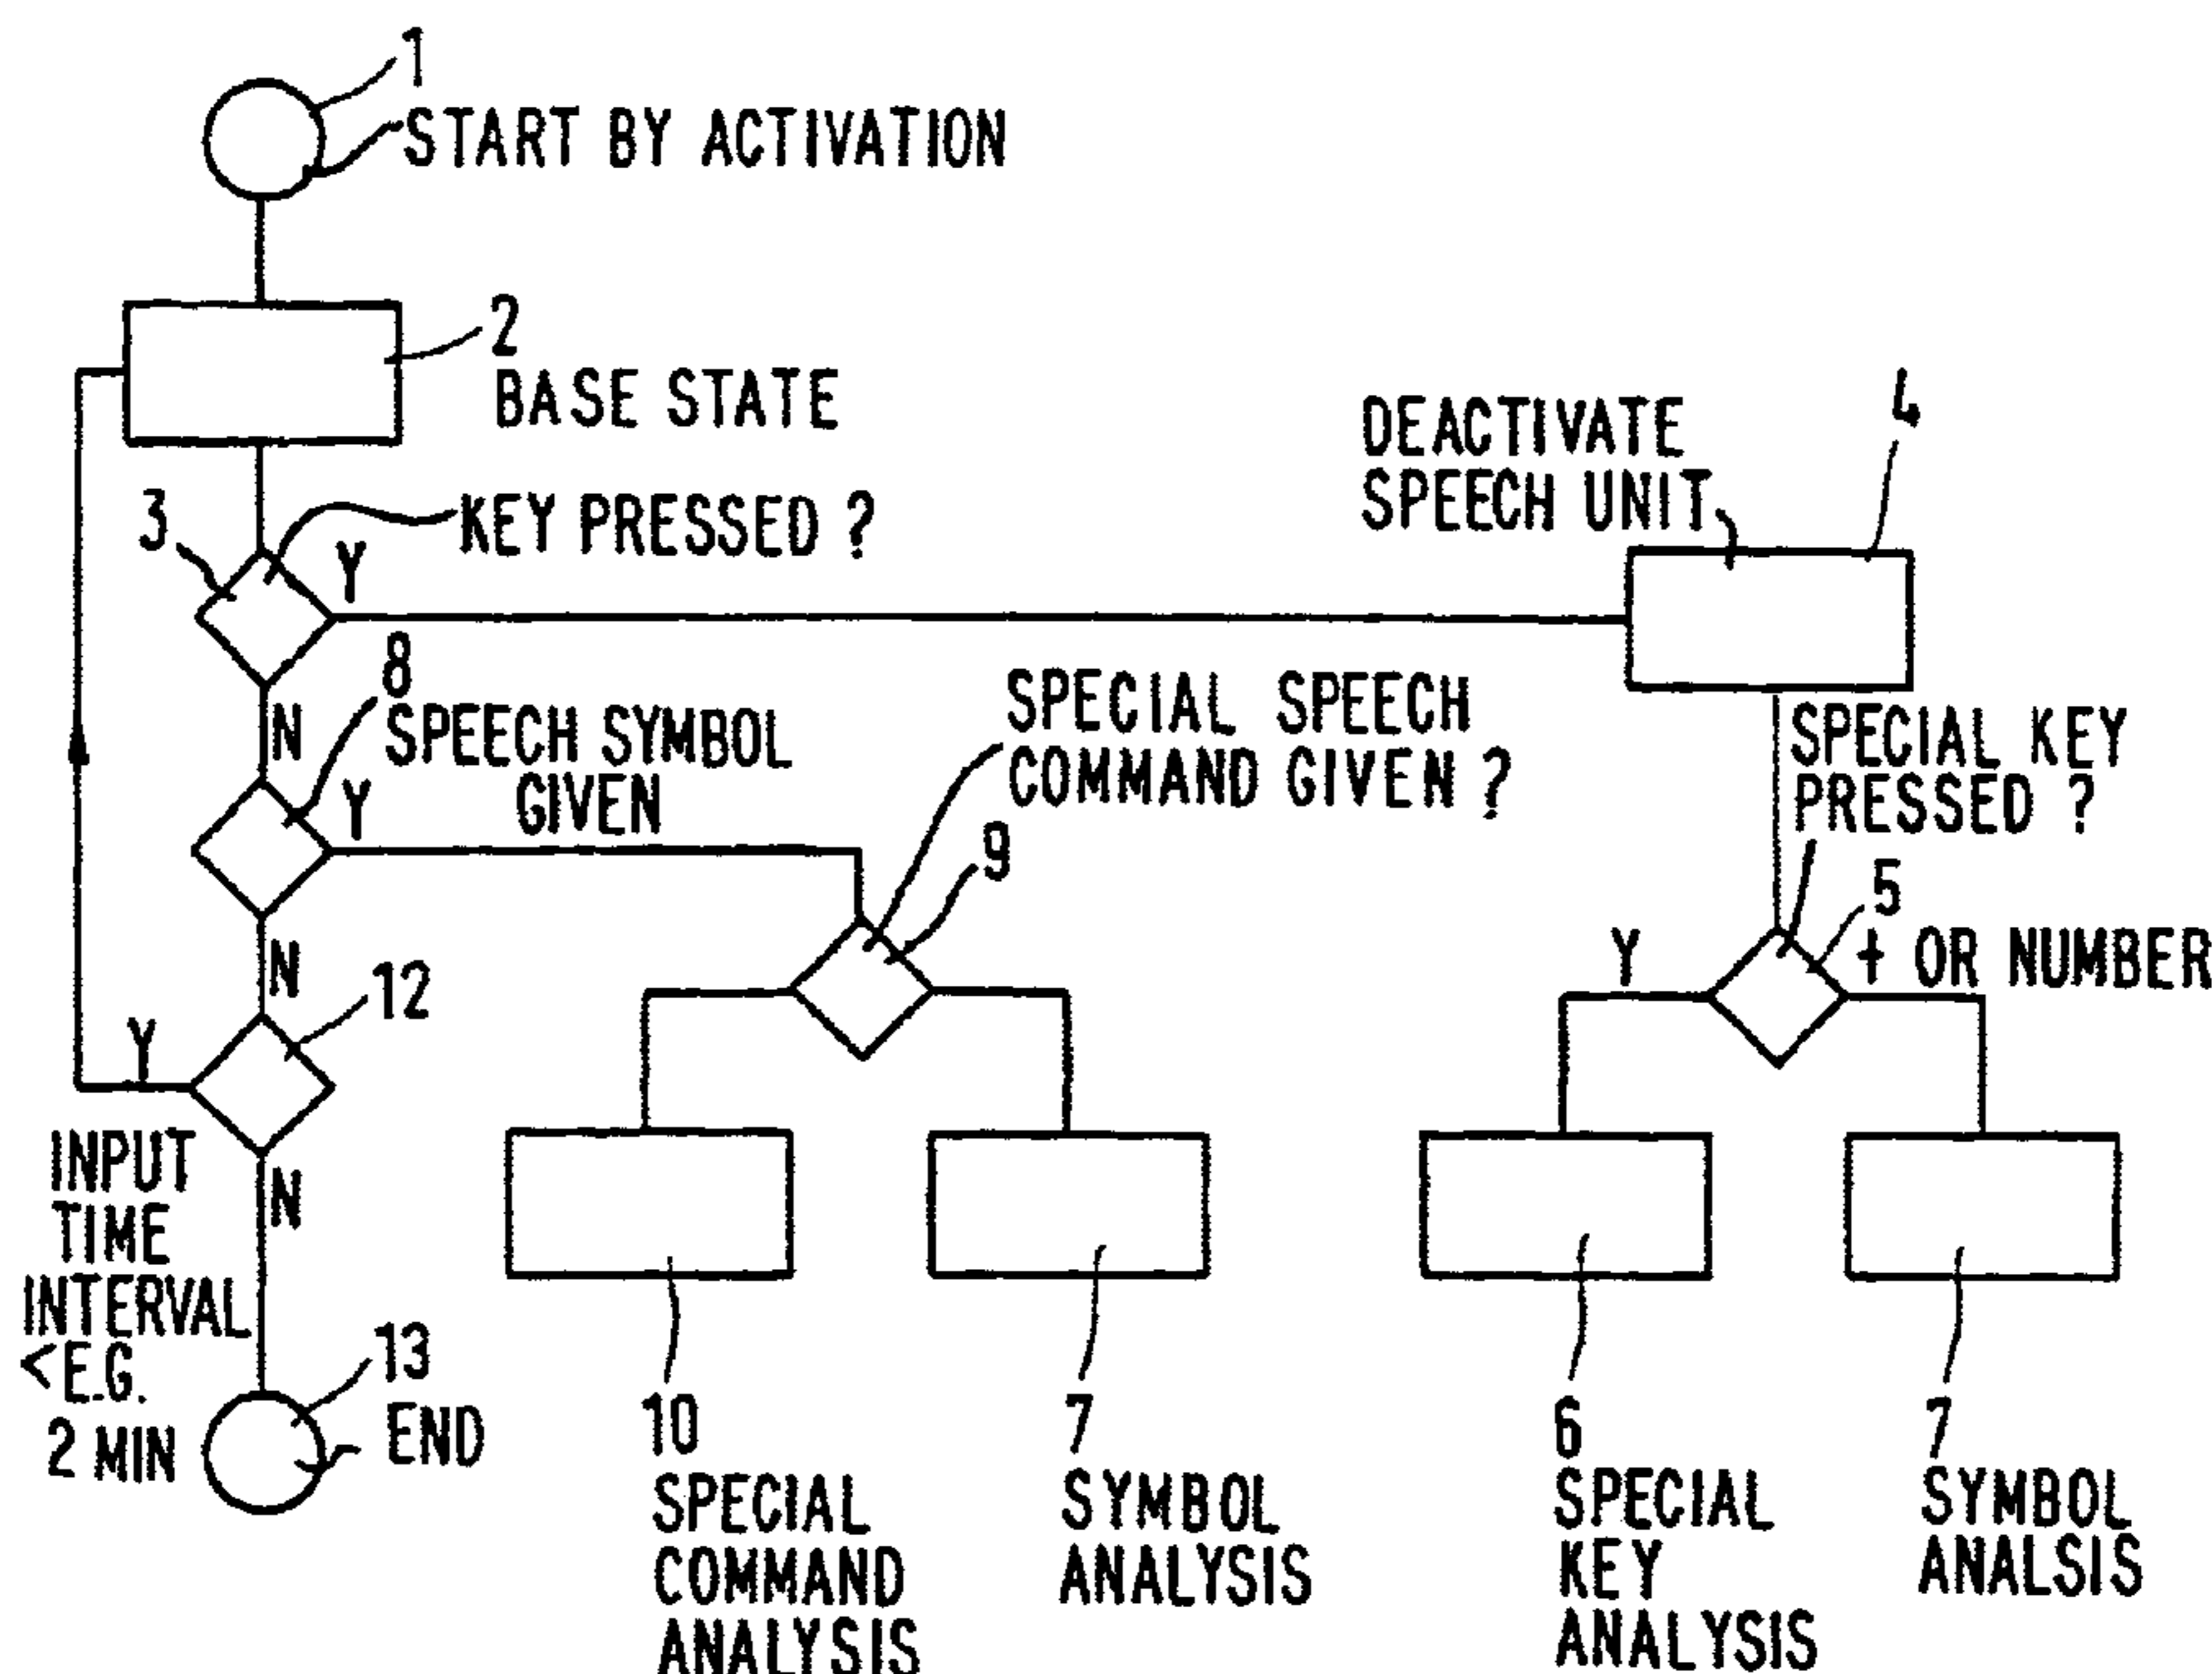 1
START BY ACTIVATION
2
BASE STATE
3
KEY PRESSED ?
Y
DEACTIVATE
SPEECH UNIT
4
N
8
SPEECH SYMBOL
GIVEN
Y
SPECIAL SPEECH
COMMAND GIVEN ?
9
SPECIAL KEY
PRESSED ?
5
Y
+ OR NUMBER
N
12
Y
INPUT
TIME
INTERVAL
<E.G.
2 MIN
N
13
END
10
SPECIAL
COMMAND
ANALYSIS
7
SYMBOL
ANALYSIS
6
SPECIAL
KEY
ANALYSIS
7
SYMBOL
ANALSIS